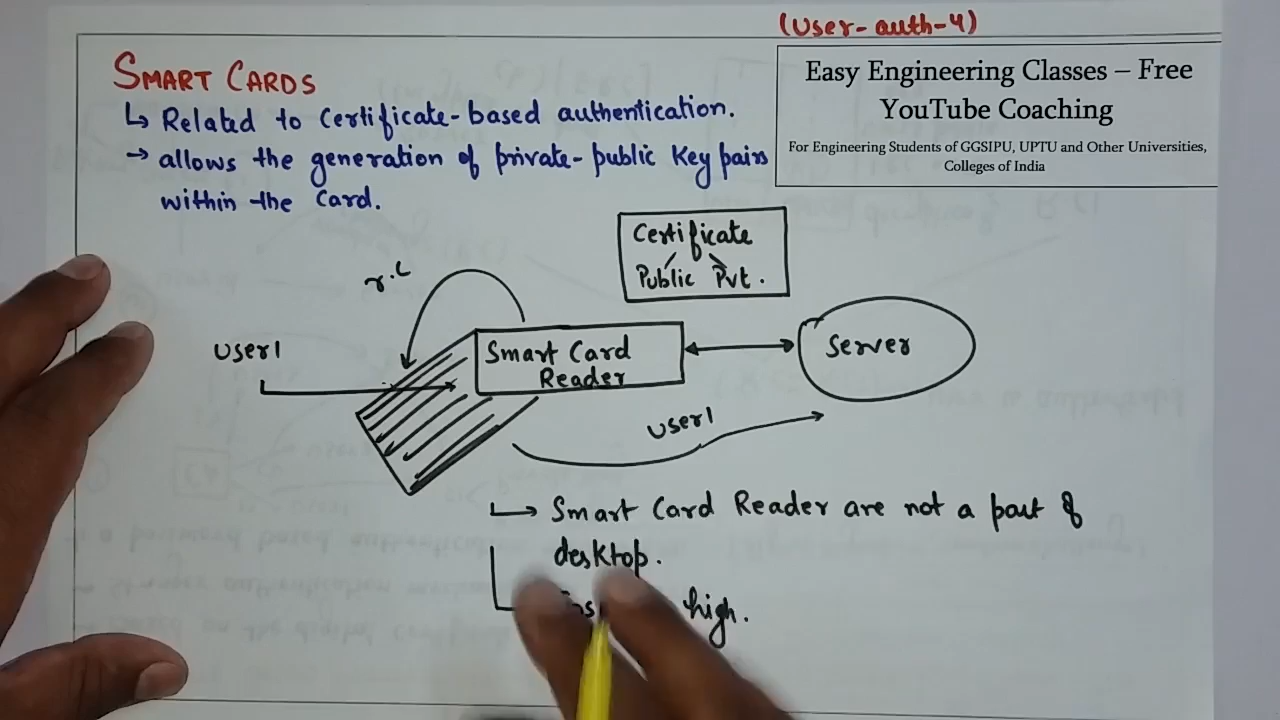 (User-auth-4)
Easy Engineering Classes – Free
YouTube Coaching
For Engineering Students of GGSIPU, UPTU and Other Universities,
Colleges of India
SMART CARDS
↳ Related to Certificate-based authentication.
→ allows the generation of private-public Key pairs
within the Card.
Certificate
Public Pvt.
User1
Smart Card
Reader
Server
User1
→ Smart Card Reader are not a part of
desktop.
high.